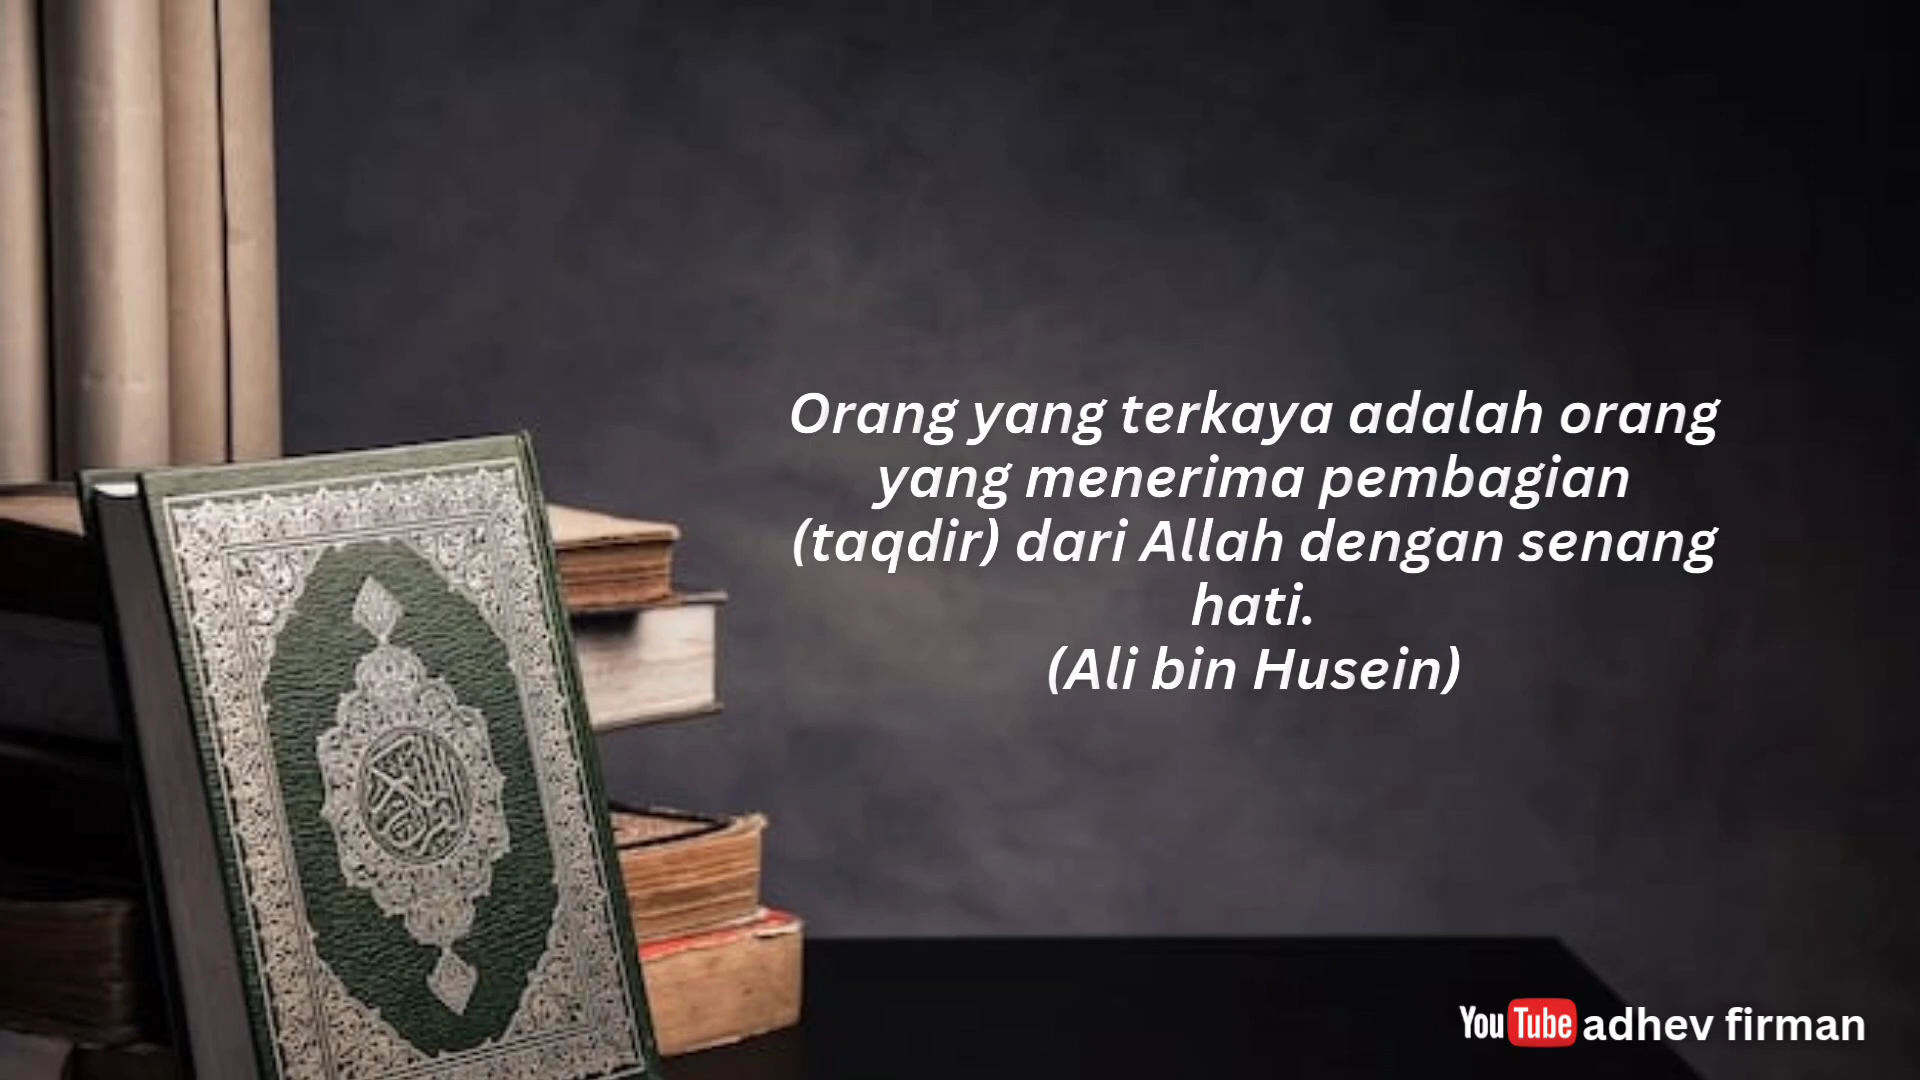 Orang yang terkaya adalah orang
yang menerima pembagian
(taqdir) dari Allah dengan senang
hati.
(Ali bin Husein)
YouTube adhev firman